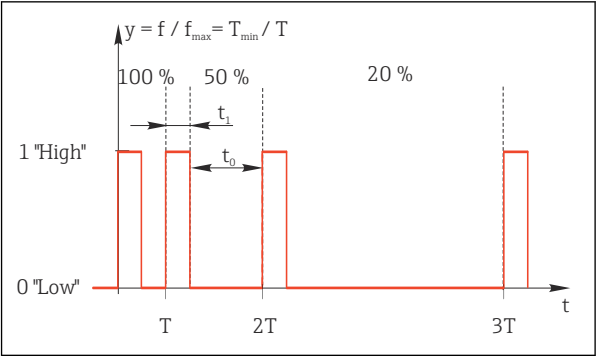 y = f / fmax= Tmin / T
100 % 50 % 20 %
t1
1 "High"
t0
0 "Low"
t
T 2T 3T